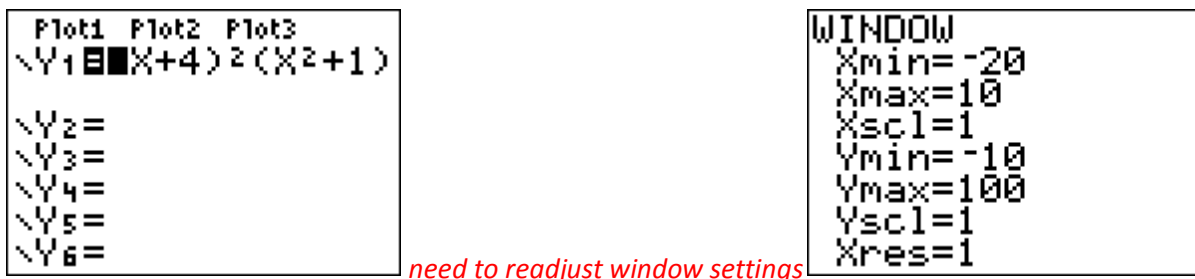 Plot1 Plot2 Plot3
\Y1=█X+4)²(X²+1)
\Y2=
\Y3=
\Y4=
\Y5=
\Y6=
need to readjust window settings
WINDOW
Xmin=-20
Xmax=10
Xscl=1
Ymin=-10
Ymax=100
Yscl=1
Xres=1